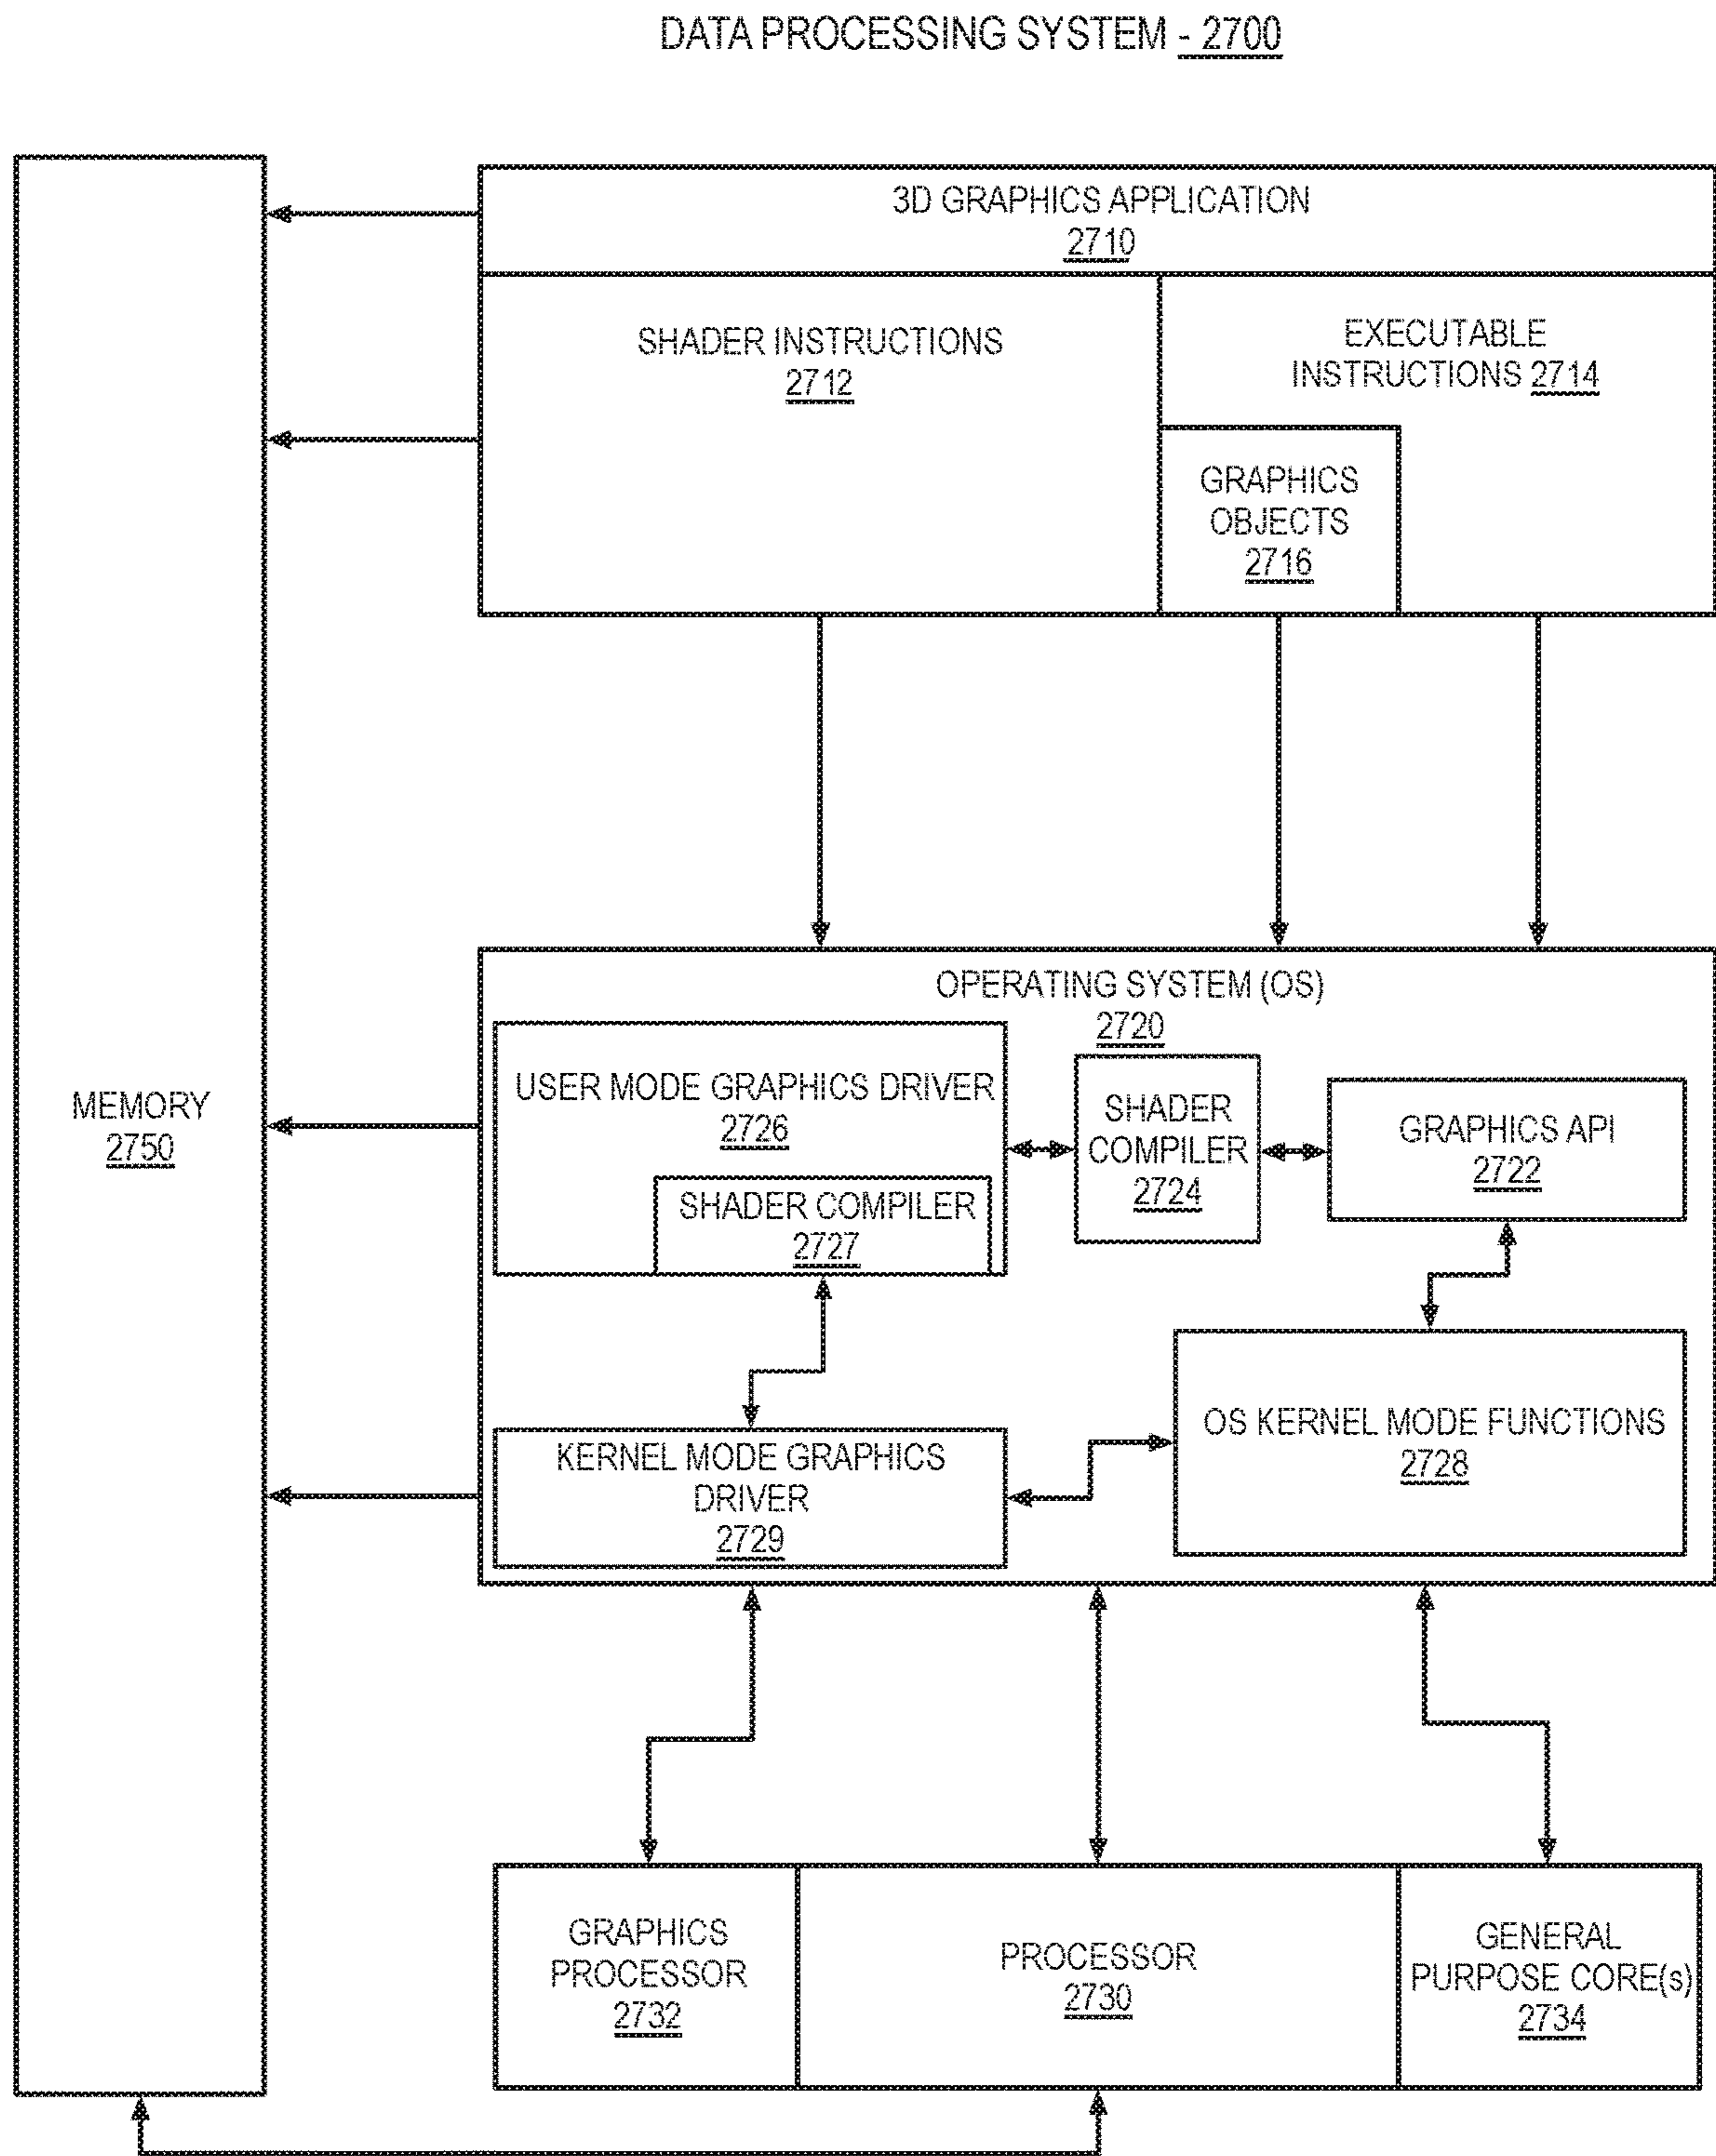 DATA PROCESSING SYSTEM - 2700
3D GRAPHICS APPLICATION
2710
SHADER INSTRUCTIONS
2712
EXECUTABLE
INSTRUCTIONS 2714
GRAPHICS
OBJECTS
2716
OPERATING SYSTEM (OS)
2720
USER MODE GRAPHICS DRIVER
2726
SHADER COMPILER
2727
SHADER
COMPILER
2724
GRAPHICS API
2722
MEMORY
2750
KERNEL MODE GRAPHICS
DRIVER
2729
OS KERNEL MODE FUNCTIONS
2728
GRAPHICS
PROCESSOR
2732
PROCESSOR
2730
GENERAL
PURPOSE CORE(s)
2734